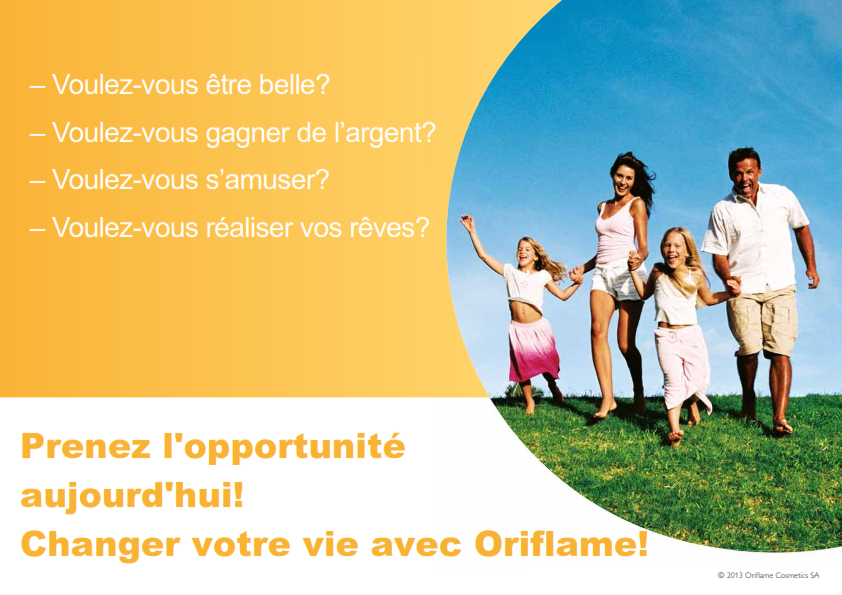 – Voulez-vous être belle?
– Voulez-vous gagner de l’argent?
– Voulez-vous s’amuser?
– Voulez-vous réaliser vos rêves?
Prenez l'opportunité
aujourd'hui!
Changer votre vie avec Oriflame!
© 2013 Oriflame Cosmetics SA